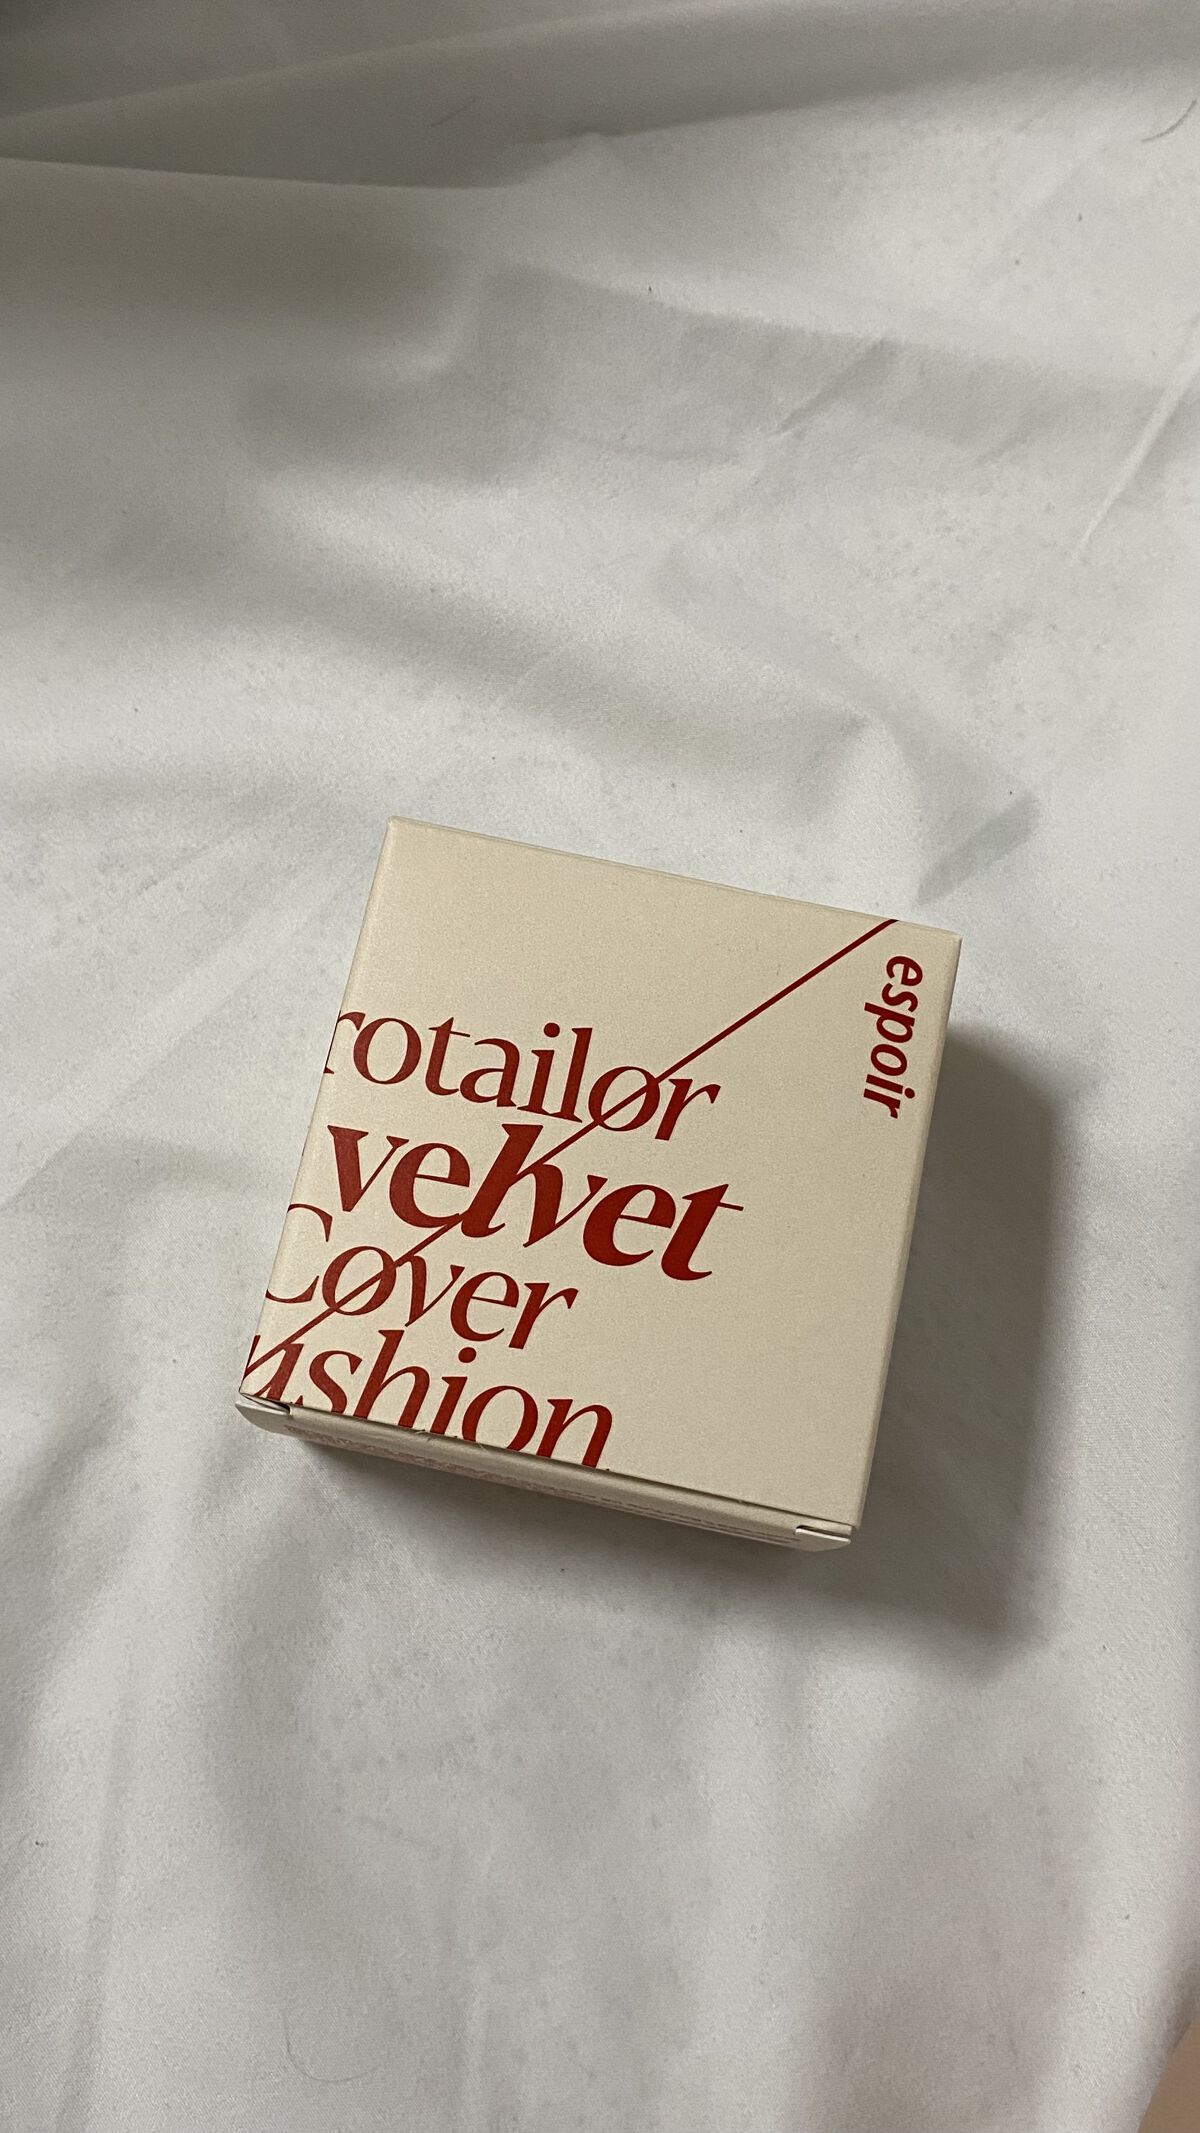 espoir
rotailor
velvet
Cover
ushion